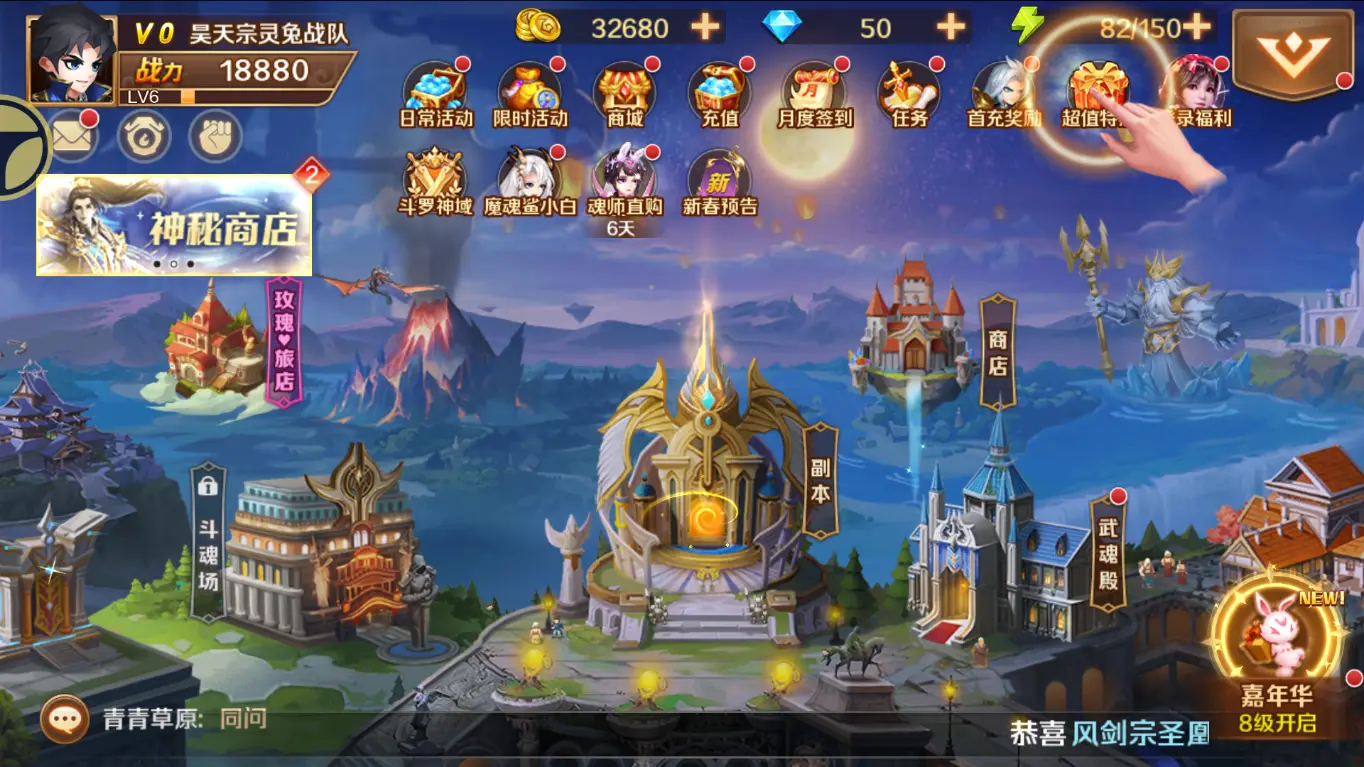 V0 昊天宗灵兔战队
战力 18880
LV6
32680
50
82/150
日常活动
限时活动
商城
充值
月度签到
任务
首充奖励
超值特
录福利
斗罗神域
魔魂鲨小白
魂师直购
6天
新
新春预告
月
2
神秘商店
玫瑰♥旅店
商店
副本
斗魂场
武魂殿
NEW!
嘉年华
8级开启
青青草原: 同问
恭喜 风剑宗圣凰